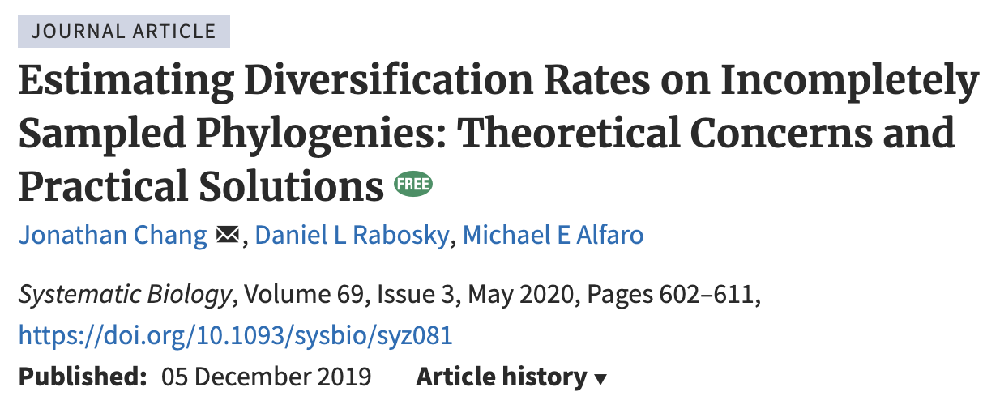 JOURNAL ARTICLE
Estimating Diversification Rates on Incompletely
Sampled Phylogenies: Theoretical Concerns and
Practical Solutions FREE
Jonathan Chang , Daniel L Rabosky, Michael E Alfaro
Systematic Biology, Volume 69, Issue 3, May 2020, Pages 602–611,
https://doi.org/10.1093/sysbio/syz081
Published: 05 December 2019 Article history ▾